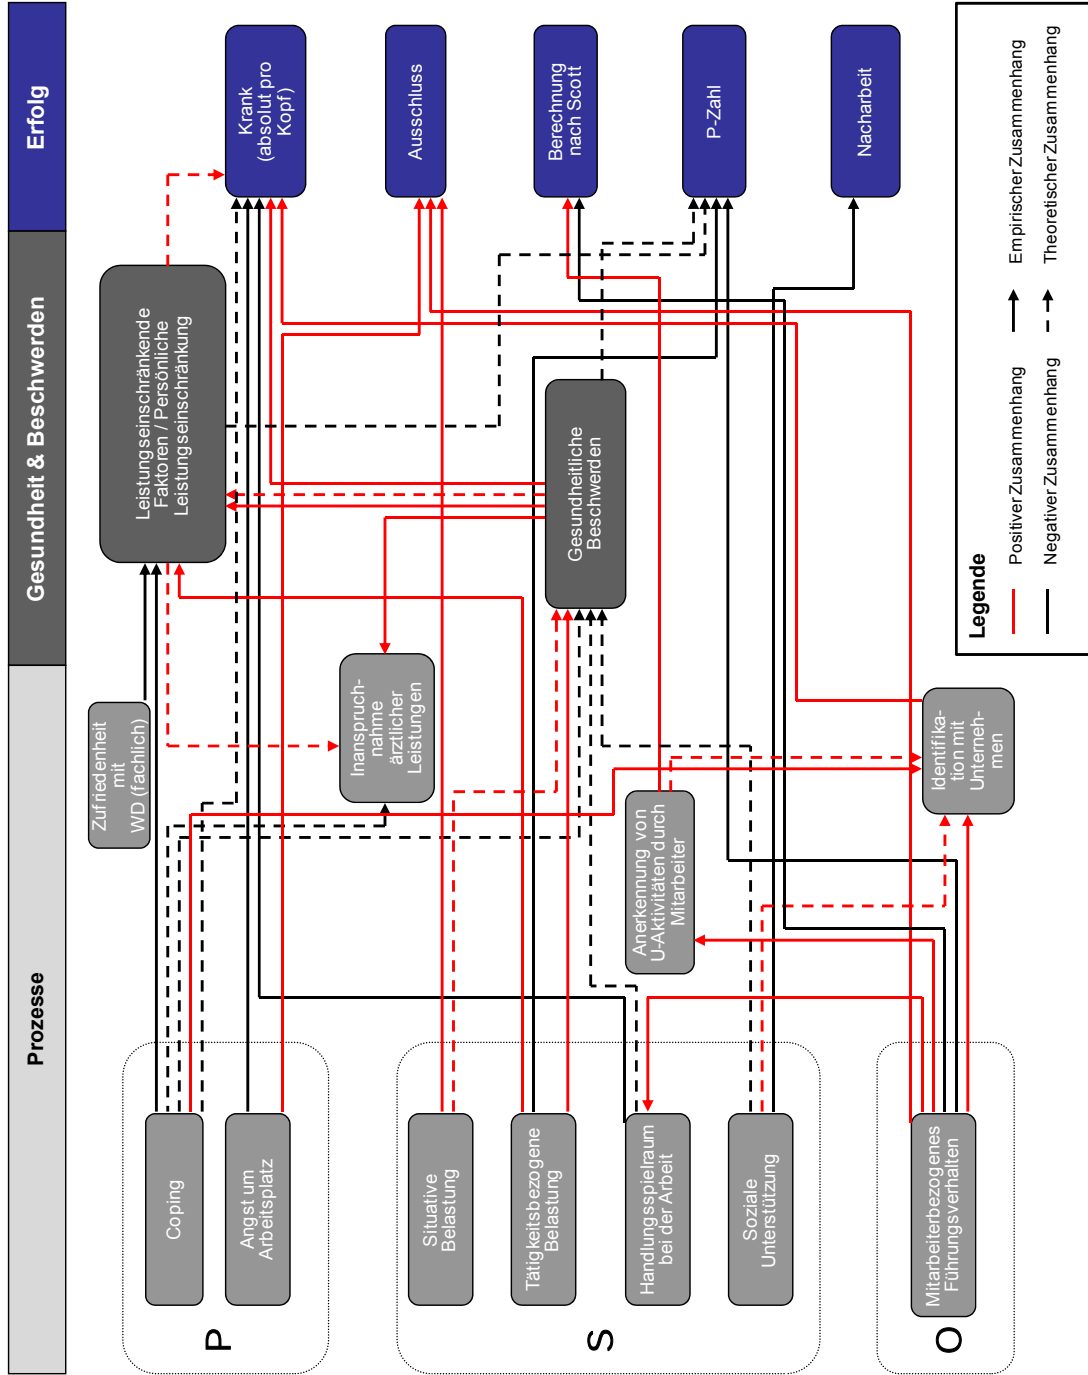 Prozesse
Gesundheit & Beschwerden
Erfolg
P
Coping
Angst um
Arbeitsplatz
S
Situative
Belastung
Tätigkeitsbezogene
Belastung
Handlungsspielraum
bei der Arbeit
Soziale
Unterstützung
O
Mitarbeiterbezogenes
Führungsverhalten
Zufriedenheit
mit
WD (fachlich)
Inanspruch-
nahme
ärztlicher
Leistungen
Anerkennung von
U-Aktivitäten durch
Mitarbeiter
Identifika-
tion mit
Unterneh-
men
Leistungseinschränkende
Faktoren / Persönliche
Leistungseinschränkung
Gesundheitliche
Beschwerden
Krank
(absolut pro
Kopf)
Ausschluss
Berechnung
nach Scott
P-Zahl
Nacharbeit
Legende
Positiver Zusammenhang
Empirischer Zusammenhang
Negativer Zusammenhang
Theoretischer Zusammenhang